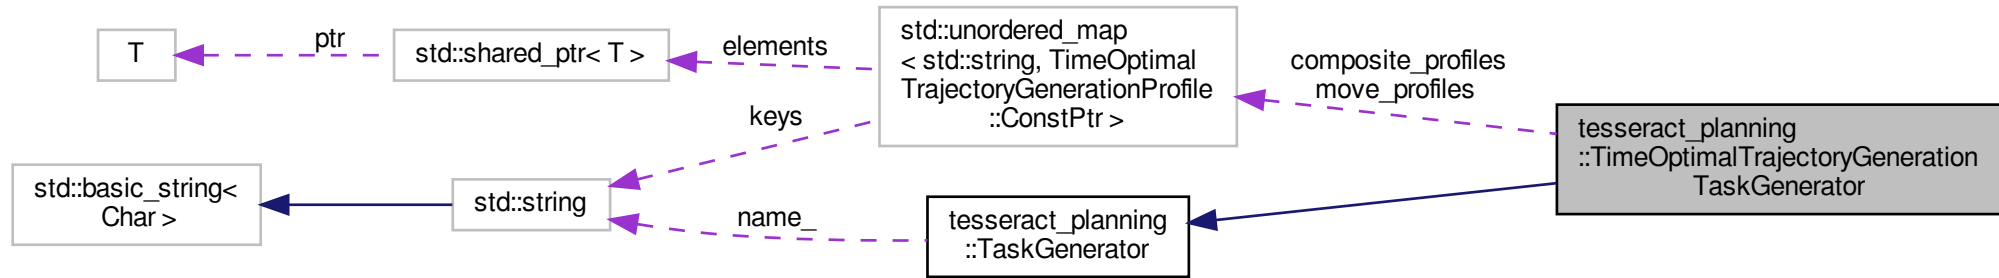 T
ptr
std::shared_ptr< T >
elements
std::unordered_map
< std::string, TimeOptimal
TrajectoryGenerationProfile
::ConstPtr >
composite_profiles
move_profiles
tesseract_planning
::TimeOptimalTrajectoryGeneration
TaskGenerator
keys
std::basic_string<
Char >
std::string
name_
tesseract_planning
::TaskGenerator